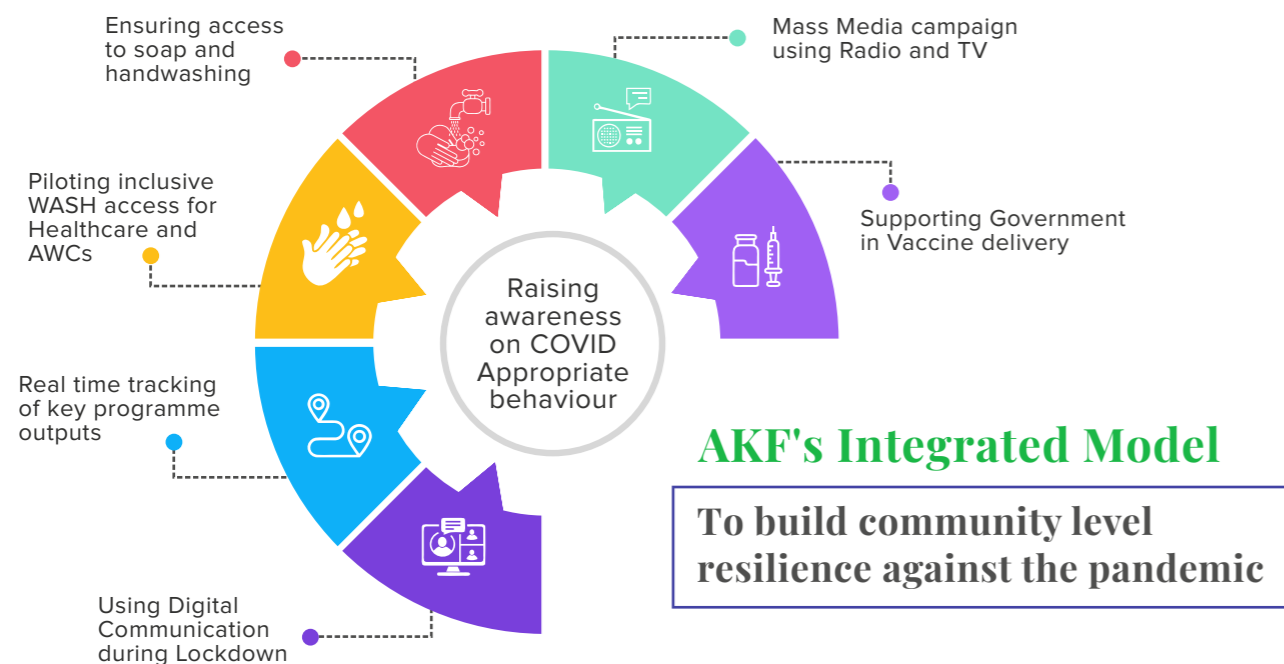 Ensuring access
to soap and
handwashing
Mass Media campaign
using Radio and TV
Piloting inclusive
WASH access for
Healthcare and
AWCs
Supporting Government
in Vaccine delivery
Raising
awareness
on COVID
Appropriate
behaviour
Real time tracking
of key programme
outputs
Using Digital
Communication
during Lockdown
AKF's Integrated Model
To build community level
resilience against the pandemic